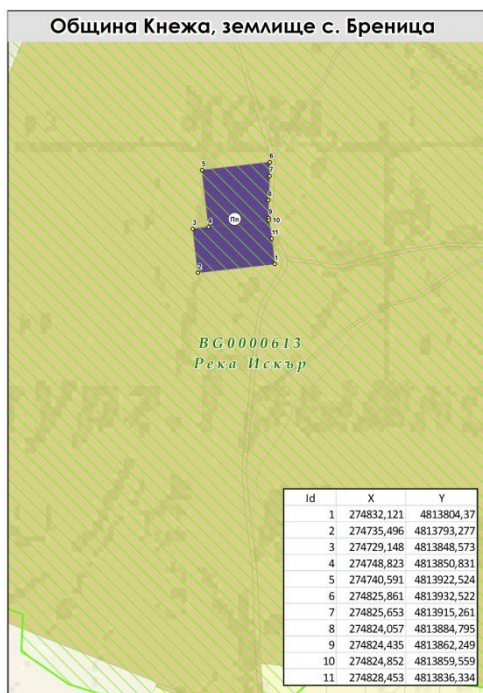 Община Кнежа, землище с. Бреница
6
5
7
8
9
10
Пп
3
4
11
1
2
BG0000613
Река Искър
Id X Y
1 274832,121 4813804,37
2 274735,496 4813793,277
3 274729,148 4813848,573
4 274748,823 4813850,831
5 274740,591 4813922,524
6 274825,861 4813932,522
7 274825,653 4813915,261
8 274824,057 4813884,795
9 274824,435 4813862,249
10 274824,852 4813859,559
11 274828,453 4813836,334